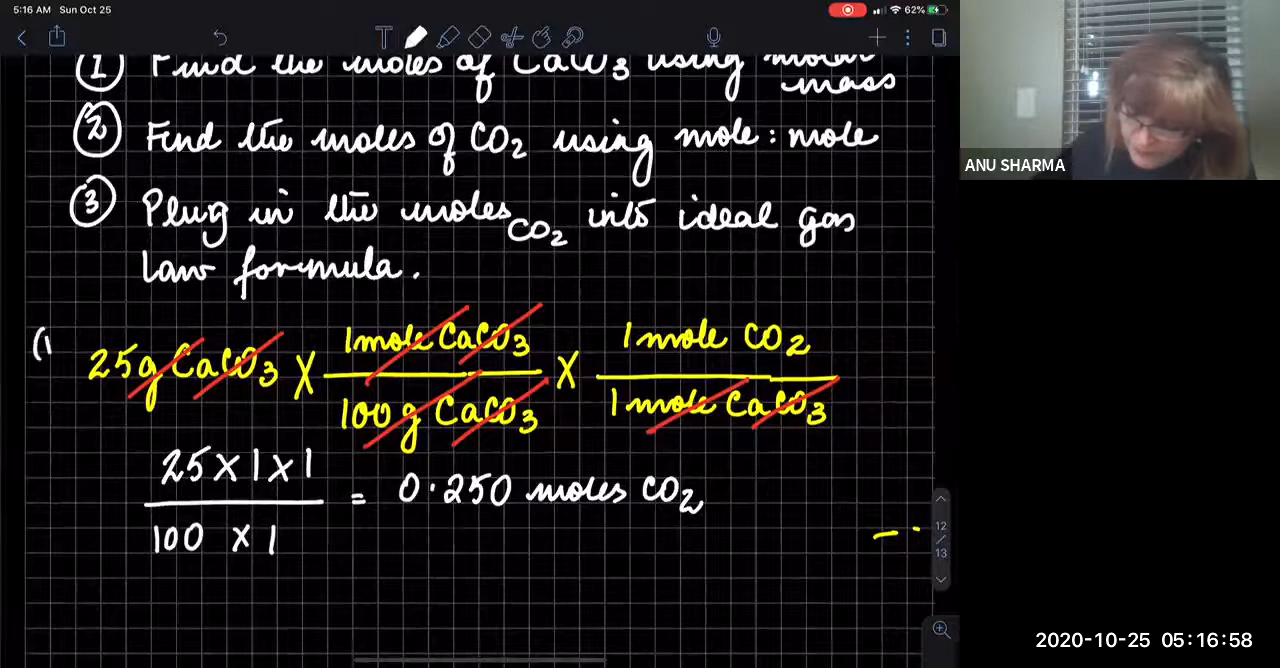 5:16 AM Sun Oct 25
62%
① Find the moles of CaCO3 using molar mass
② Find the moles of CO2 using mole : mole
③ Plug in the moles CO2 into ideal gas
law formula.
ANU SHARMA
(1
25g CaCO3 X 1mole CaCO3 / 100g CaCO3 X 1mole CO2 / 1mole CaCO3
25 X 1 X 1 / 100 X 1 = 0.250 moles CO2
12 / 13
2020-10-25 05:16:58